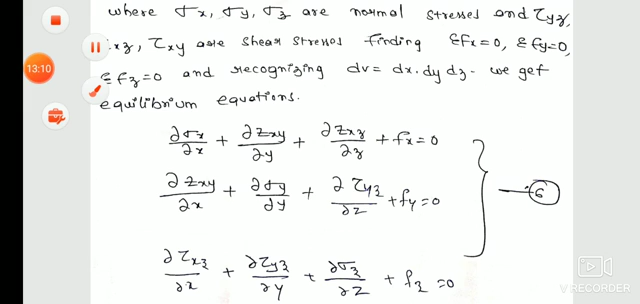 where σx, σy, σz are normal stresses and τyz,
τxz, τxy are shear stresses finding Σfx=0, Σfy=0,
13:10
Σfz=0 and recognizing dv= dx.dy dz. we get
equilibrium equations.
∂σx/∂x + ∂τxy/∂y + ∂τxz/∂z + fx=0
∂τxy/∂x + ∂σy/∂y + ∂τyz/∂z + fy=0
6
∂τxz/∂x + ∂τyz/∂y + ∂σz/∂z + fz=0
V RECORDER